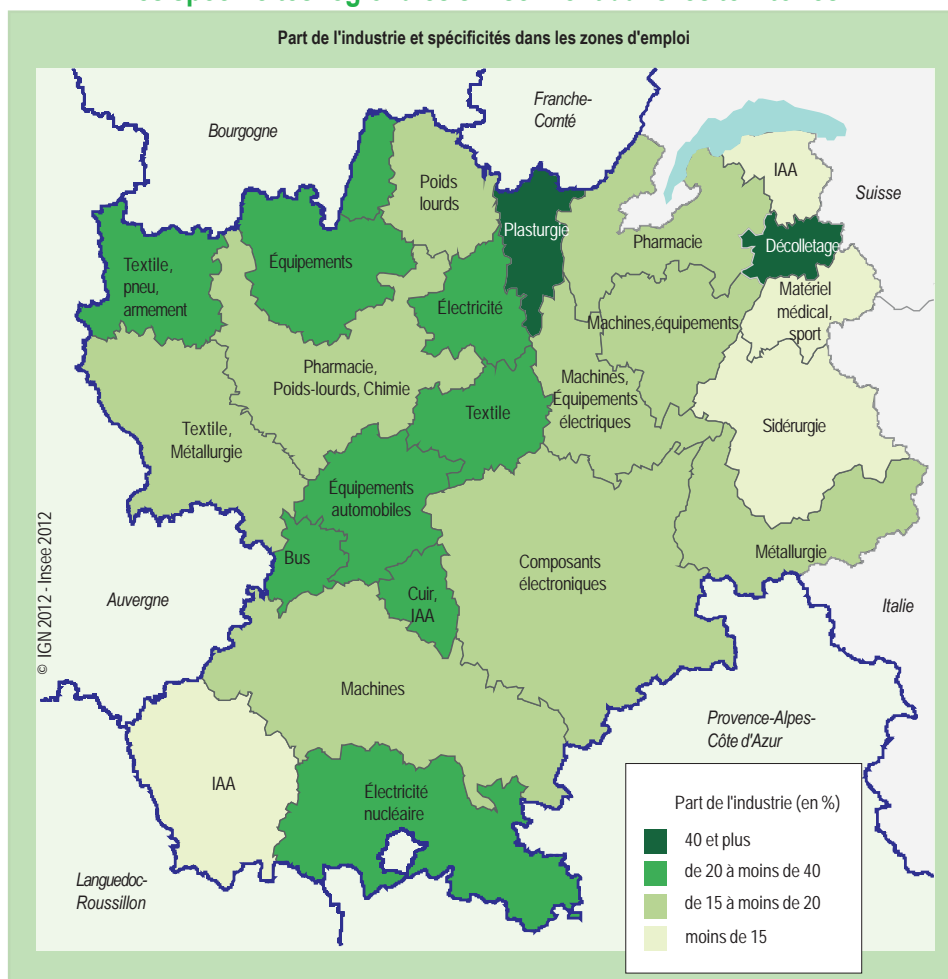 Part de l'industrie et spécificités dans les zones d'emploi
Franche-
Comté
Bourgogne
IAA
Suisse
Poids
lourds
Plasturgie
Pharmacie
Décolletage
Textile,
pneu,
armement
Équipements
Électricité
Matériel
médical,
sport
Machines,équipements
Pharmacie,
Poids-lourds, Chimie
Machines,
Équipements
électriques
Textile
Sidérurgie
Textile,
Métallurgie
Équipements
automobiles
Bus
Composants
électroniques
Métallurgie
Cuir,
IAA
Auvergne
Italie
© IGN 2012 - Insee 2012
Machines
Provence-Alpes-
Côte d'Azur
IAA
Électricité
nucléaire
Languedoc-
Roussillon
Part de l'industrie (en %)
40 et plus
de 20 à moins de 40
de 15 à moins de 20
moins de 15